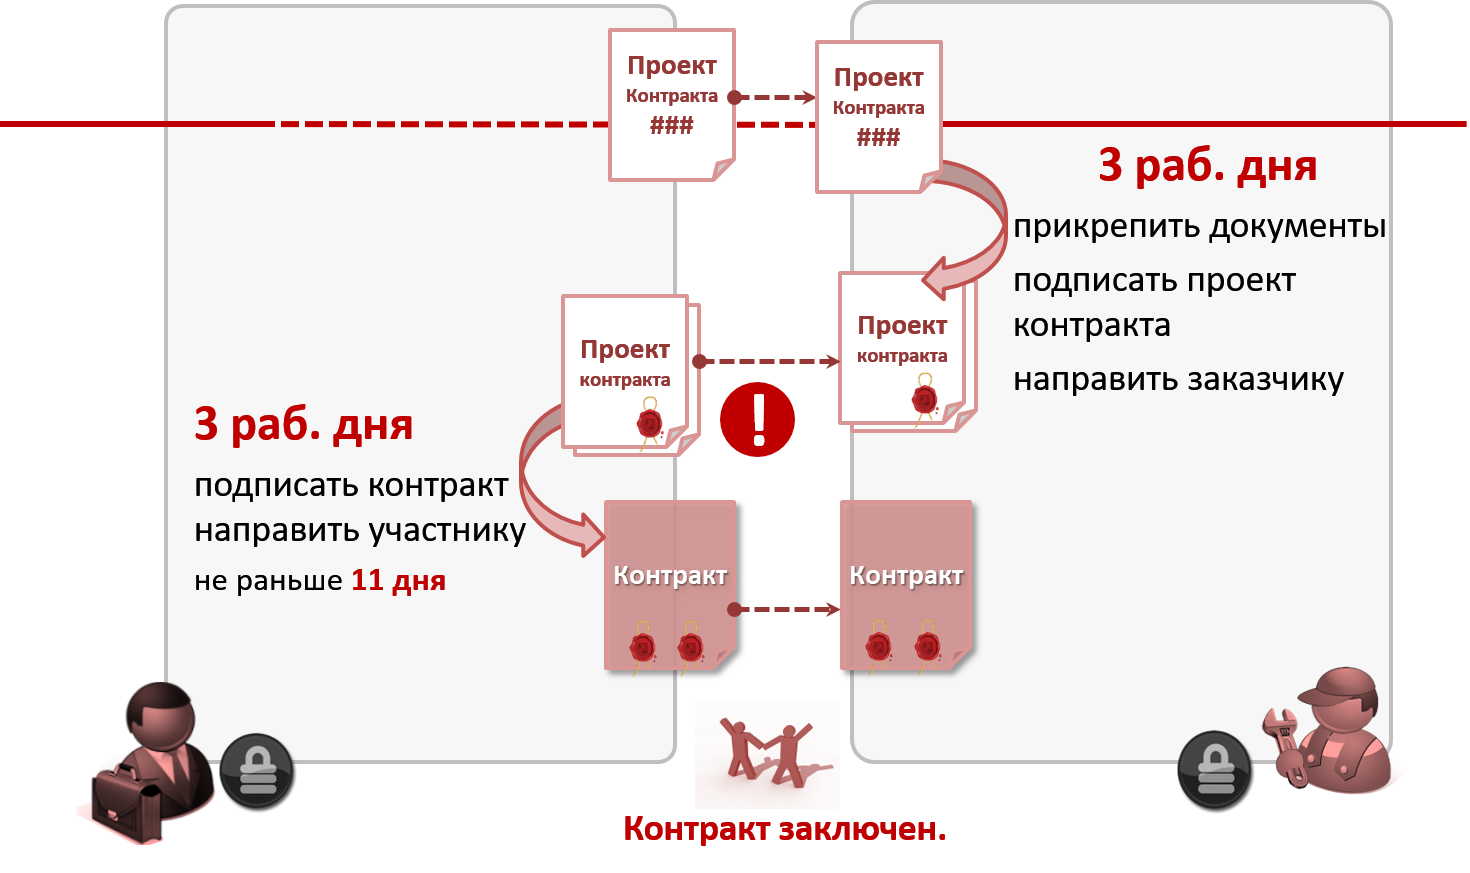 Проект
Контракта
###
Проект
Контракта
###
3 раб. дня
прикрепить документы
подписать проект
контракта
направить заказчику
Проект
контракта
Проект
контракта
!
3 раб. дня
подписать контракт
направить участнику
не раньше 11 дня
Контракт
Контракт
Контракт заключен.